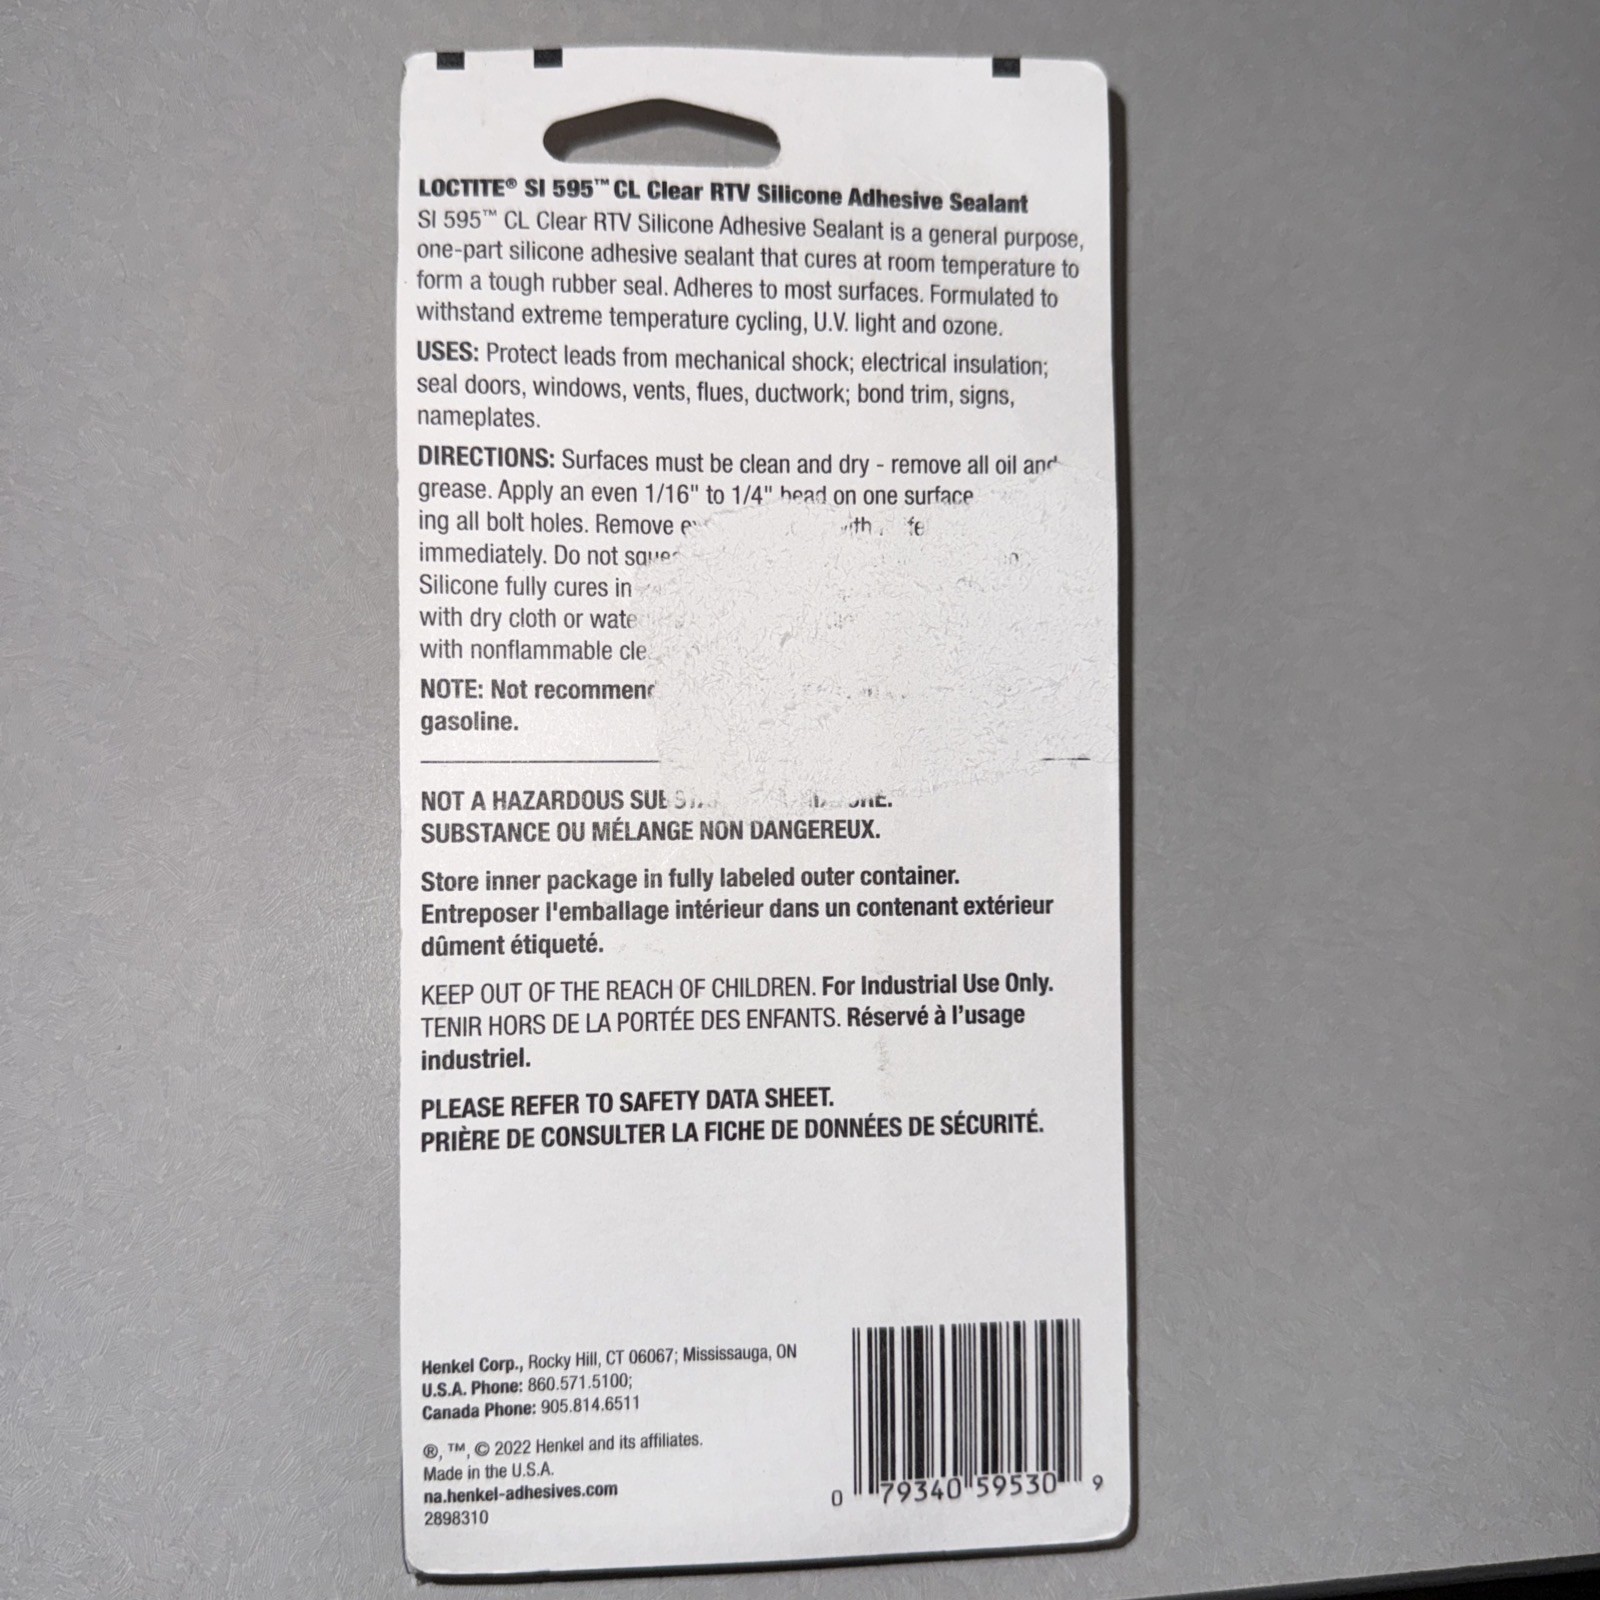 LOCTITE® SI 595™ CL Clear RTV Silicone Adhesive Sealant
SI 595™ CL Clear RTV Silicone Adhesive Sealant is a general purpose,
one-part silicone adhesive sealant that cures at room temperature to
form a tough rubber seal. Adheres to most surfaces. Formulated to
withstand extreme temperature cycling, U.V. light and ozone.
USES: Protect leads from mechanical shock; electrical insulation;
seal doors, windows, vents, flues, ductwork; bond trim, signs,
nameplates.
DIRECTIONS: Surfaces must be clean and dry - remove all oil and
grease. Apply an even 1/16" to 1/4" bead on one surface
ing all bolt holes. Remove
immediately. Do not
Silicone fully cures in
with dry cloth or
with nonflammable
NOTE: Not
gasoline.
NOT A HAZARDOUS
SUBSTANCE OU MÉLANGE NON DANGEREUX.
Store inner package in fully labeled outer container.
Entreposer l'emballage intérieur dans un contenant extérieur
dûment étiqueté.
KEEP OUT OF THE REACH OF CHILDREN. For Industrial Use Only.
TENIR HORS DE LA PORTÉE DES ENFANTS. Réservé à l'usage
industriel.
PLEASE REFER TO SAFETY DATA SHEET.
PRIÈRE DE CONSULTER LA FICHE DE DONNÉES DE SÉCURITÉ.
Henkel Corp., Rocky Hill, CT 06067; Mississauga, ON
U.S.A. Phone: 860.571.5100;
Canada Phone: 905.814.6511
®, ™, © 2022 Henkel and its affiliates.
Made in the U.S.A.
na.henkel-adhesives.com
2898310
0 79340 59530 9